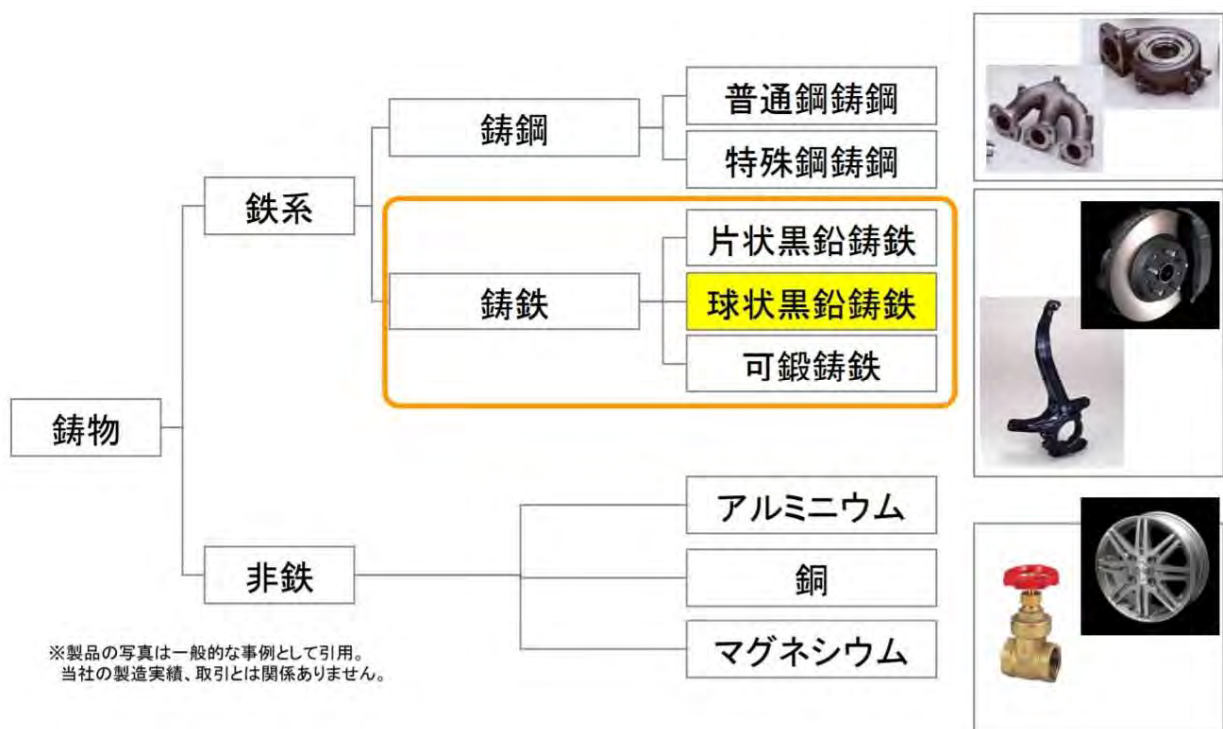 普通鋼鋳鋼
鋳鋼
特殊鋼鋳鋼
鉄系
片状黒鉛鋳鉄
鋳鉄
球状黒鉛鋳鉄
可鍛鋳鉄
鋳物
アルミニウム
非鉄
銅
マグネシウム
※製品の写真は一般的な事例として引用。
当社の製造実績、取引とは関係ありません。